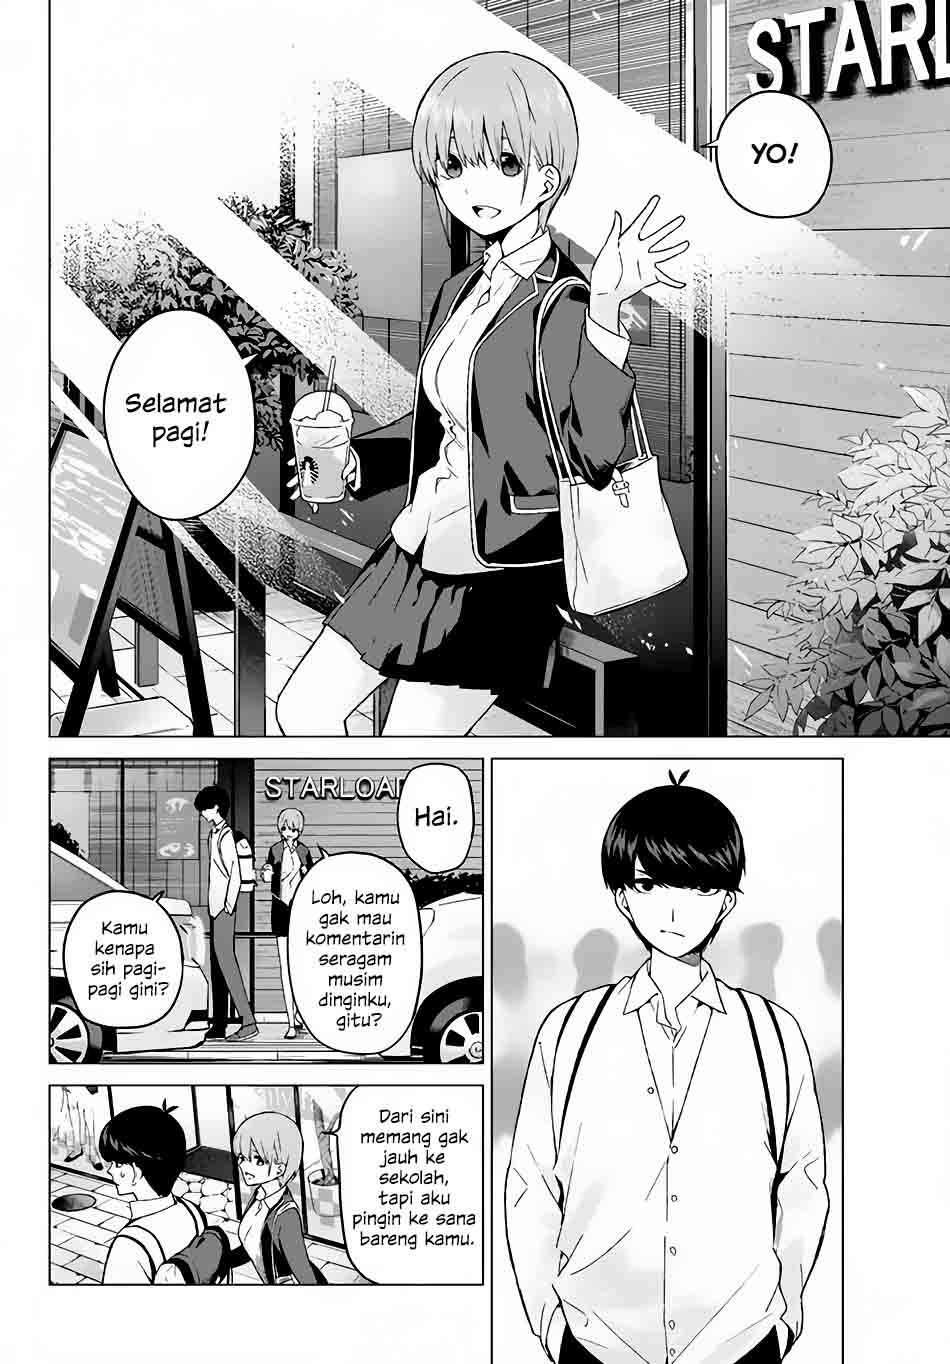 STARL
YO!
Selamat
pagi!
STARLOA
Hai.
Loh, kamu
gak mau
komentarin
seragam
musim
dinginku,
gitu?
Kamu
kenapa
sih pagi-
pagi gini?
Dari sini
memang gak
jauh ke
sekolah,
tapi aku
pingin ke sana
bareng kamu.